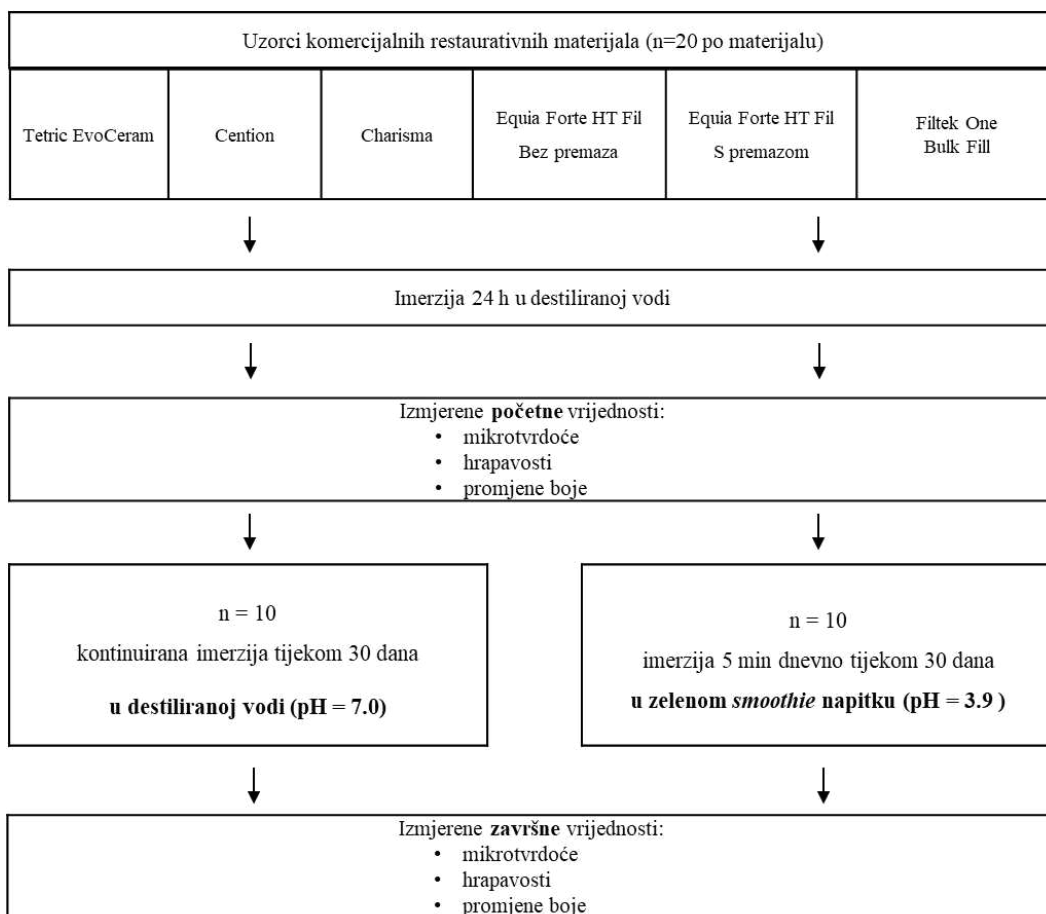 Uzorci komercijalnih restaurativnih materijala (n=20 po materijalu)
Tetric EvoCeram
Cention
Charisma
Equia Forte HT Fil
Bez premaza
Equia Forte HT Fil
S premazom
Filtek One
Bulk Fill
Imerzija 24 h u destiliranoj vodi
Izmjerene početne vrijednosti:
• mikrotvrdoće
• hrapavosti
• promjene boje
n = 10
kontinuirana imerzija tijekom 30 dana
u destiliranoj vodi (pH = 7.0)
n = 10
imerzija 5 min dnevno tijekom 30 dana
u zelenom smoothie napitku (pH = 3.9 )
Izmjerene završne vrijednosti:
• mikrotvrdoće
• hrapavosti
• promjene boje